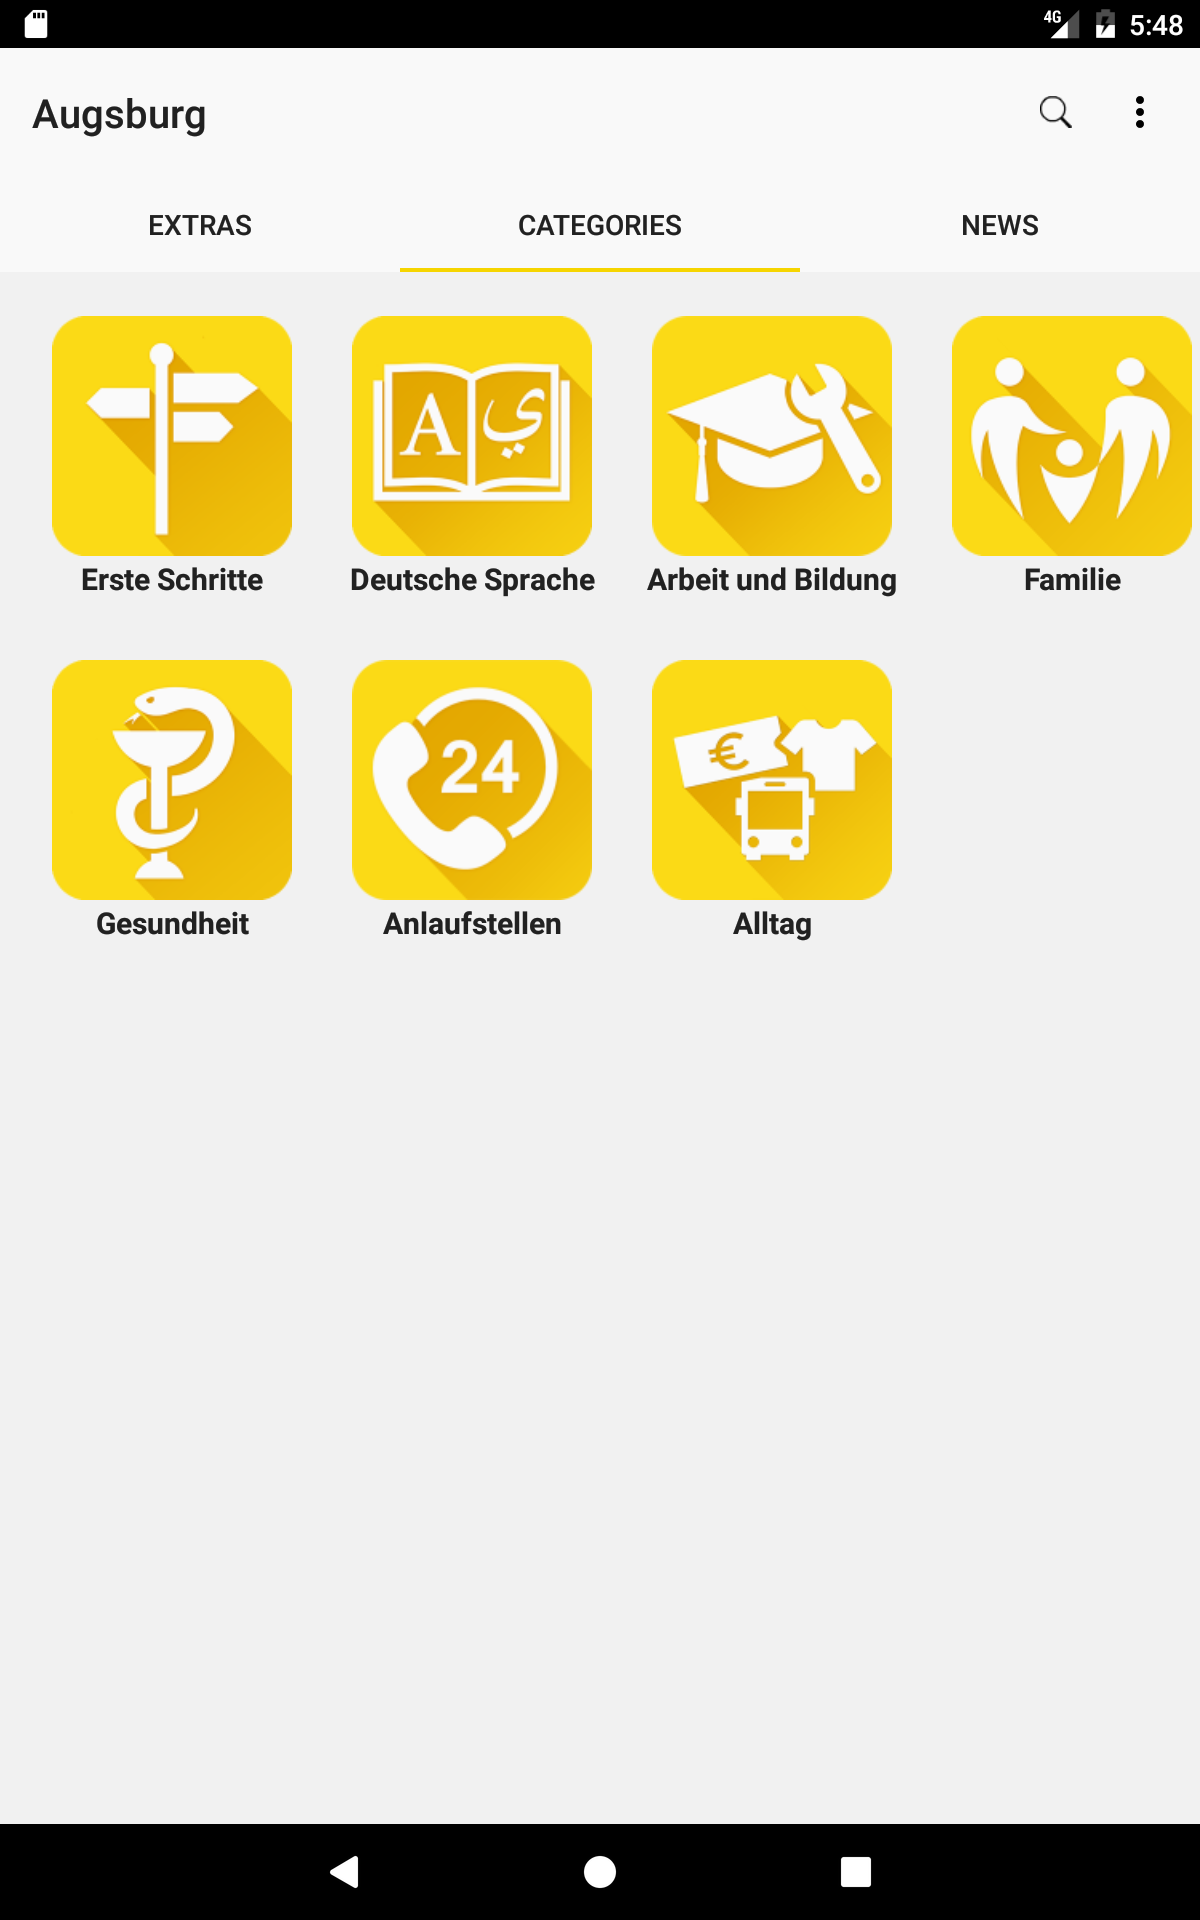 4G 5:48
Augsburg
EXTRAS CATEGORIES NEWS
A ي
Erste Schritte Deutsche Sprache Arbeit und Bildung Familie
24 €
Gesundheit Anlaufstellen Alltag